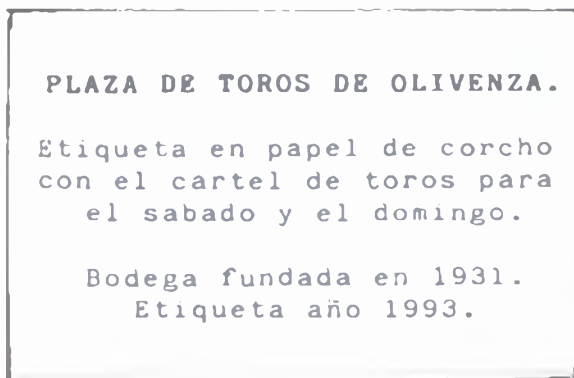 PLAZA DE TOROS DE OLIVENZA.
Etiqueta en papel de corcho
con el cartel de toros para
el sabado y el domingo.
Bodega fundada en 1931.
Etiqueta año 1993.